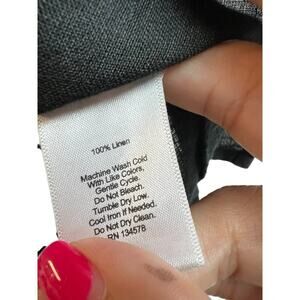 100% Linen
Machine Wash Cold
With Like Colors,
Gentle Cycle.
Do Not Bleach.
Tumble Dry Low.
Cool Iron If Needed.
Do Not Dry Clean.
RN 134578